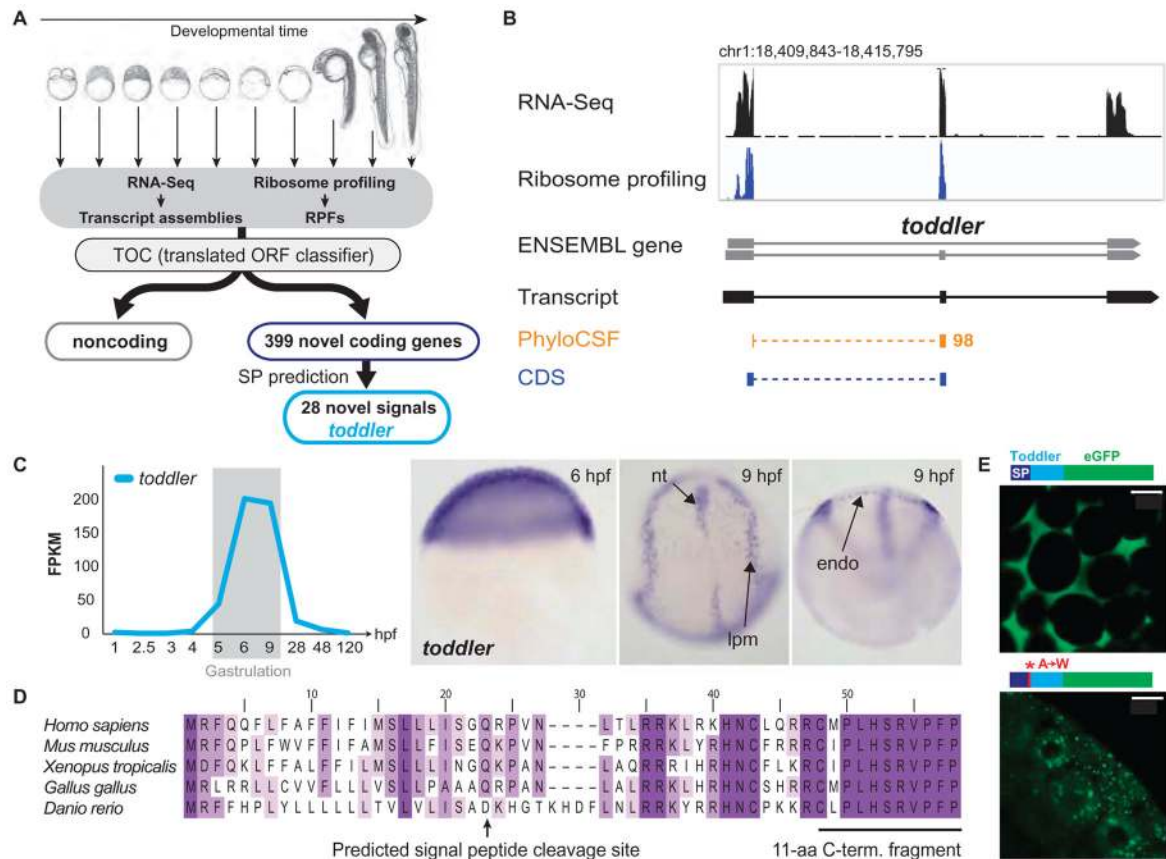 A
Developmental time
RNA-Seq
Ribosome profiling
Transcript assemblies
RPFs
TOC (translated ORF classifier)
noncoding
399 novel coding genes
SP prediction
28 novel signals
toddler
B
chr1:18,409,843-18,415,795
RNA-Seq
Ribosome profiling
toddler
ENSEMBL gene
Transcript
PhyloCSF
98
CDS
C
toddler
FPKM
200
150
100
50
0
1 2.5 3 4 5 6 9 28 48 120 hpf
Gastrulation
6 hpf
toddler
9 hpf
nt
lpm
9 hpf
endo
D
10 20 30 40 50
Homo sapiens MRFQQFLFAFFIFIMSLLLISGQRPVN----LTLRRKLRKHNCLQRRCMPLHSRVPFP
Mus musculus MRFQPLFWVFFIFAMSLLFISEQKPVN----FPRRRKLYRHNCFRRRCIPLHSRVPFP
Xenopus tropicalis MDFQKLFFALFFILMSLLLINGQKPAN----LAQRRRIHRHNCFLKRCIPLHSRVPFP
Gallus gallus MRLRRLLCVVFLLLVSLLPAAAQRPAN----LALRRKLHRHNCSHRRCMPLHSRVPFP
Danio rerio MRFFHPLYLLLLLLTVLVLISADKHGTKHDFLNLRRKYRRHNCPKKRCLPLHSRVPFP
Predicted signal peptide cleavage site
11-aa C-term. fragment
E
Toddler eGFP
SP
* A→W